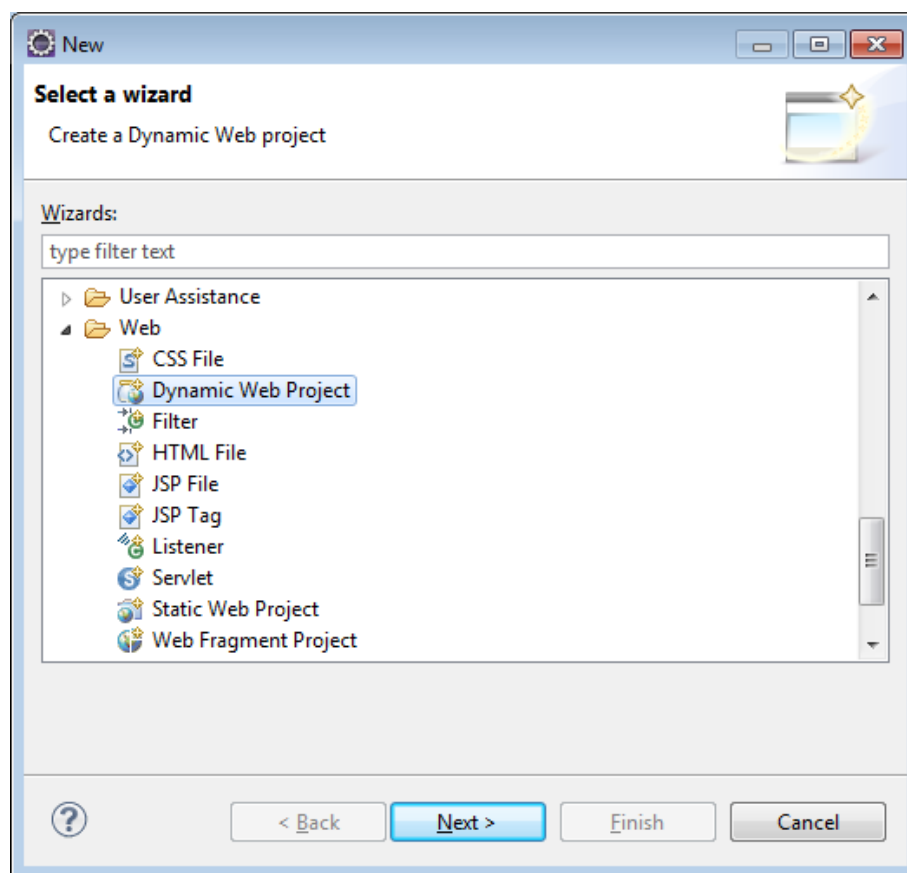 New
Select a wizard
Create a Dynamic Web project
Wizards:
type filter text
User Assistance
Web
CSS File
Dynamic Web Project
Filter
HTML File
JSP File
JSP Tag
Listener
Servlet
Static Web Project
Web Fragment Project
? < Back Next > Finish Cancel